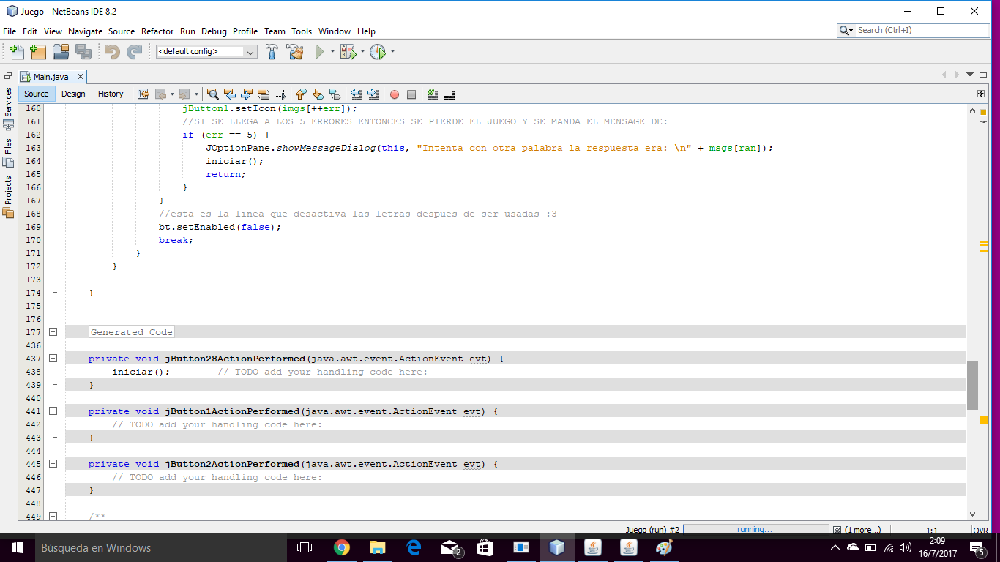 Juego - NetBeans IDE 8.2
File Edit View Navigate Source Refactor Run Debug Profile Team Tools Window Help
Search (Ctrl+I)
<default config>
Main.java
Source Design History
Services
Files
Projects
160 jButton1.setIcon(imgs[++err]);
161 //SI SE LLEGA A LOS 5 ERRORES ENTONCES SE PIERDE EL JUEGO Y SE MANDA EL MENSAGE DE:
162 if (err == 5) {
163 JOptionPane.showMessageDialog(this, "Intenta con otra palabra la respuesta era: \n" + msgs[ran]);
164 iniciar();
165 return;
166 }
167 }
168 //esta es la linea que desactiva las letras despues de ser usadas :3
169 bt.setEnabled(false);
170 break;
171 }
172 }
173
174 }
175
176
177 Generated Code
436
437 private void jButton28ActionPerformed(java.awt.event.ActionEvent evt) {
438 iniciar(); // TODO add your handling code here:
439 }
440
441 private void jButton1ActionPerformed(java.awt.event.ActionEvent evt) {
442 // TODO add your handling code here:
443 }
444
445 private void jButton2ActionPerformed(java.awt.event.ActionEvent evt) {
446 // TODO add your handling code here:
447 }
448
449 /**
Juego (run) #2 running... (1 more...) 1:1 OVR
Búsqueda en Windows
2
2:09
16/7/2017
5